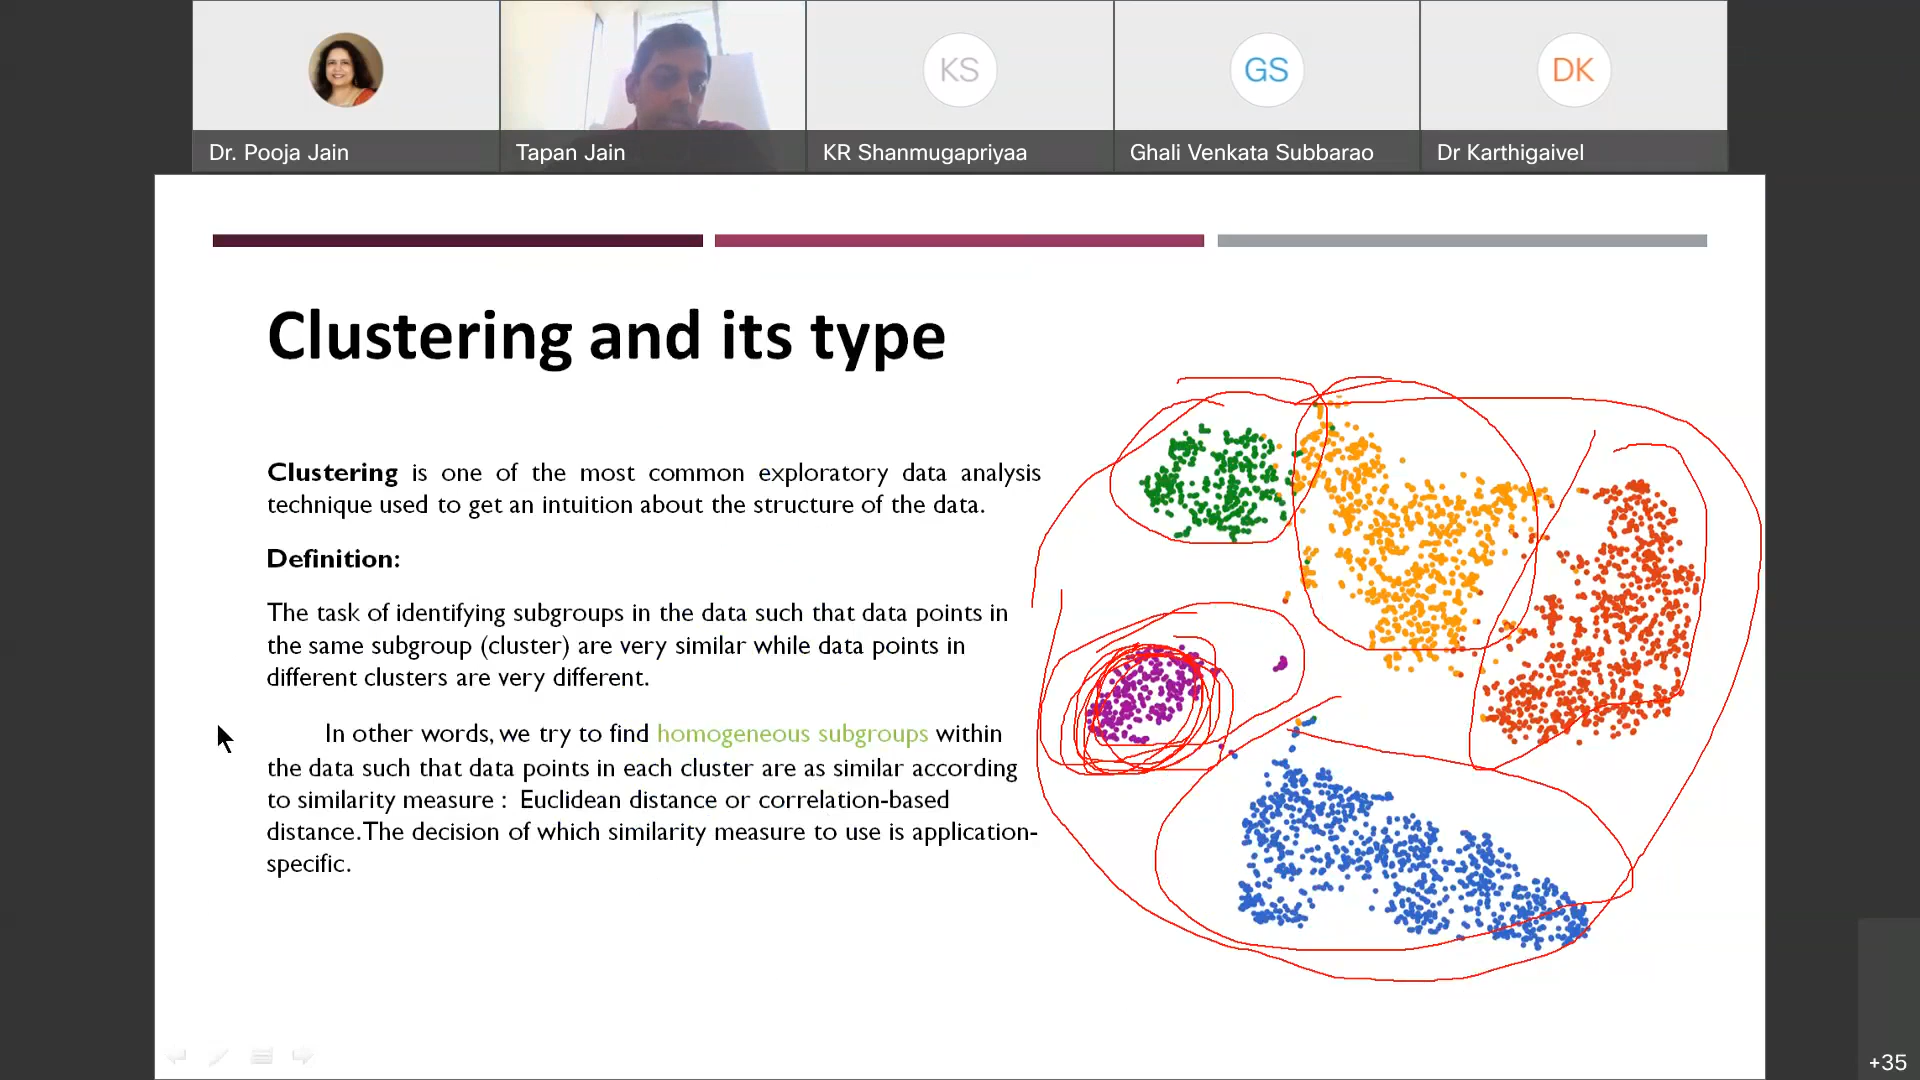 KS
GS
DK
Dr. Pooja Jain
Tapan Jain
KR Shanmugapriyaa
Ghali Venkata Subbarao
Dr Karthigaivel
Clustering and its type
Clustering is one of the most common exploratory data analysis
technique used to get an intuition about the structure of the data.
Definition:
The task of identifying subgroups in the data such that data points in
the same subgroup (cluster) are very similar while data points in
different clusters are very different.
In other words, we try to find homogeneous subgroups within
the data such that data points in each cluster are as similar according
to similarity measure : Euclidean distance or correlation-based
distance. The decision of which similarity measure to use is application-
specific.
+35